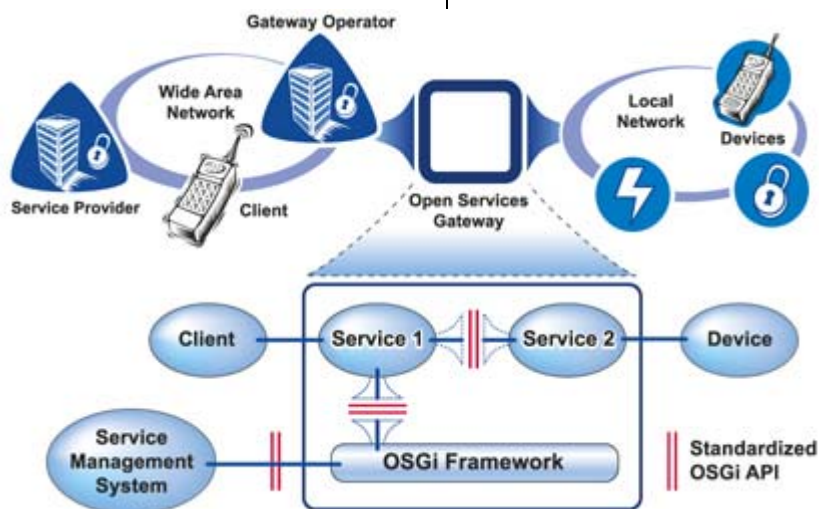 Gateway Operator
Wide Area
Network
Service Provider
Client
Open Services
Gateway
Local
Network
Devices
Client
Service 1
Service 2
Device
Service
Management
System
OSGi Framework
Standardized
OSGi API